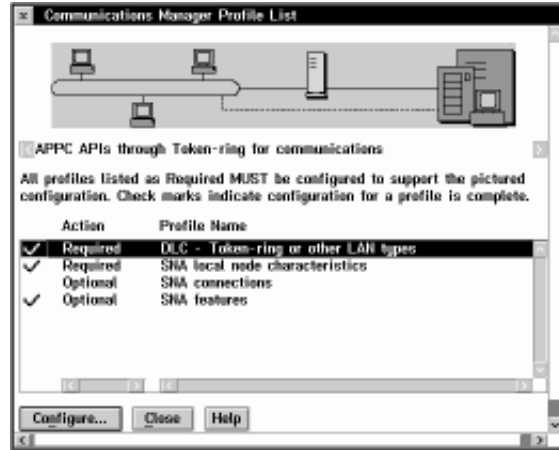 Communications Manager Profile List
APPC APIs through Token-ring for communications
All profiles listed as Required MUST be configured to support the pictured
configuration. Check marks indicate configuration for a profile is complete.
Action Profile Name
Required DLC - Token-ring or other LAN types
Required SNA local node characteristics
Optional SNA connections
Optional SNA features
Configure... Close Help